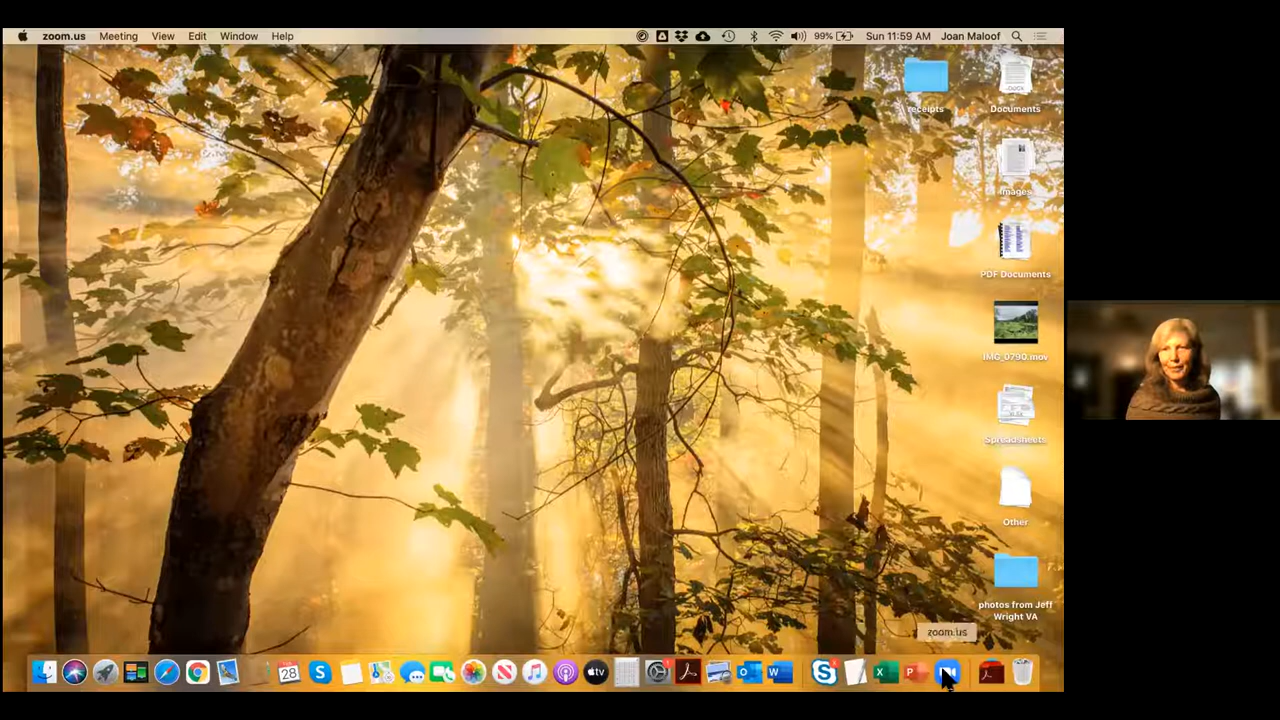 zoom.us Meeting View Edit Window Help 99% Sun 11:59 AM Joan Maloof
receipts
Documents
Images
PDF Documents
IMG_0790.mov
Spreadsheets
Other
photos from Jeff
Wright VA
zoom.us
28